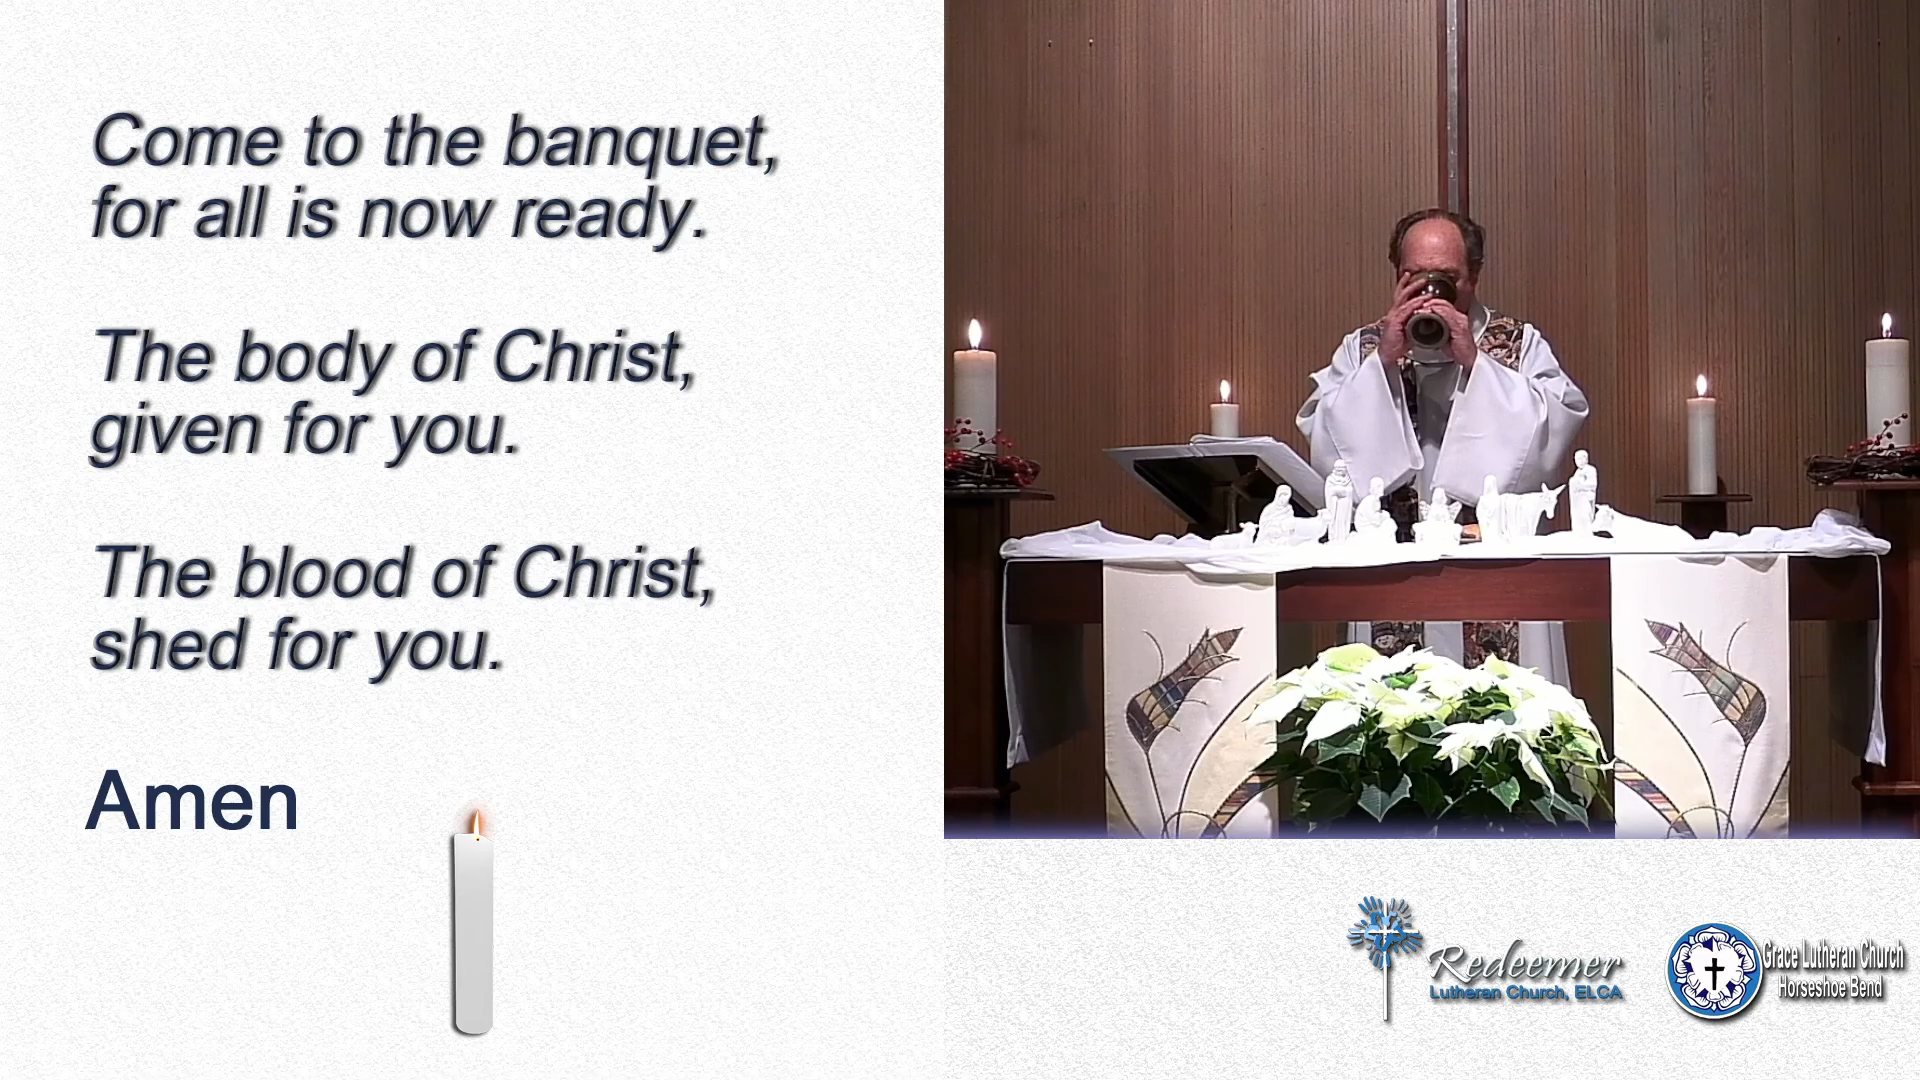 Come to the banquet,
for all is now ready.
The body of Christ,
given for you.
The blood of Christ,
shed for you.
Amen
Redeemer
Lutheran Church, ELCA
Grace Lutheran Church
Horseshoe Bend